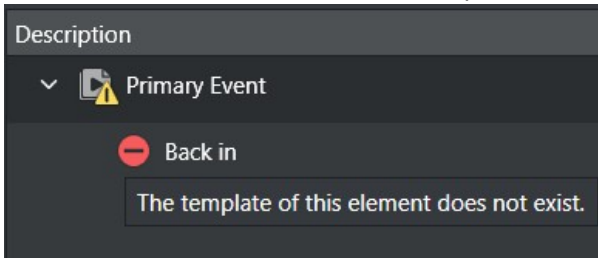 Description
Primary Event
Back in
The template of this element does not exist.